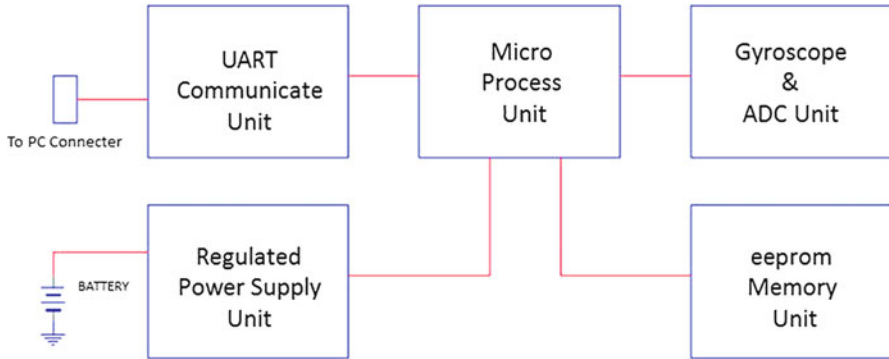 UART
Communicate
Unit
Micro
Process
Unit
Gyroscope
&
ADC Unit
To PC Connecter
Regulated
Power Supply
Unit
BATTERY
eeprom
Memory
Unit